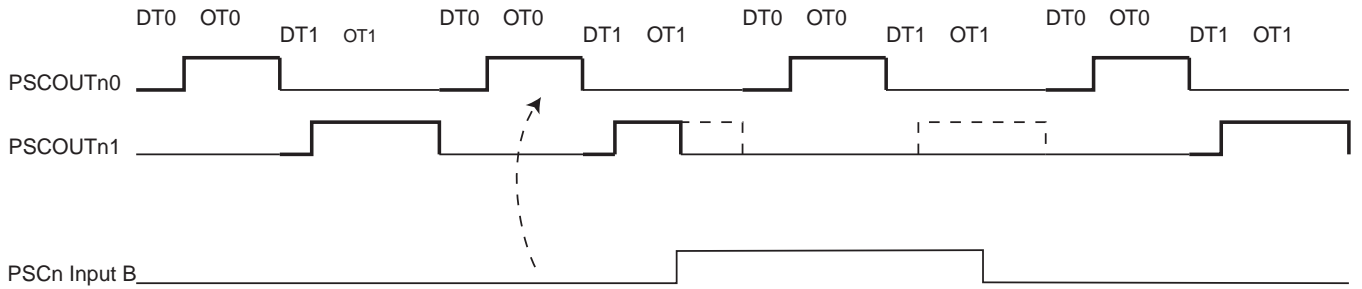 DT0 OT0 DT0 OT0 DT0 OT0 DT0 OT0
DT1 OT1 DT1 OT1 DT1 OT1 DT1 OT1
PSCOUTn0
PSCOUTn1
PSCn Input B